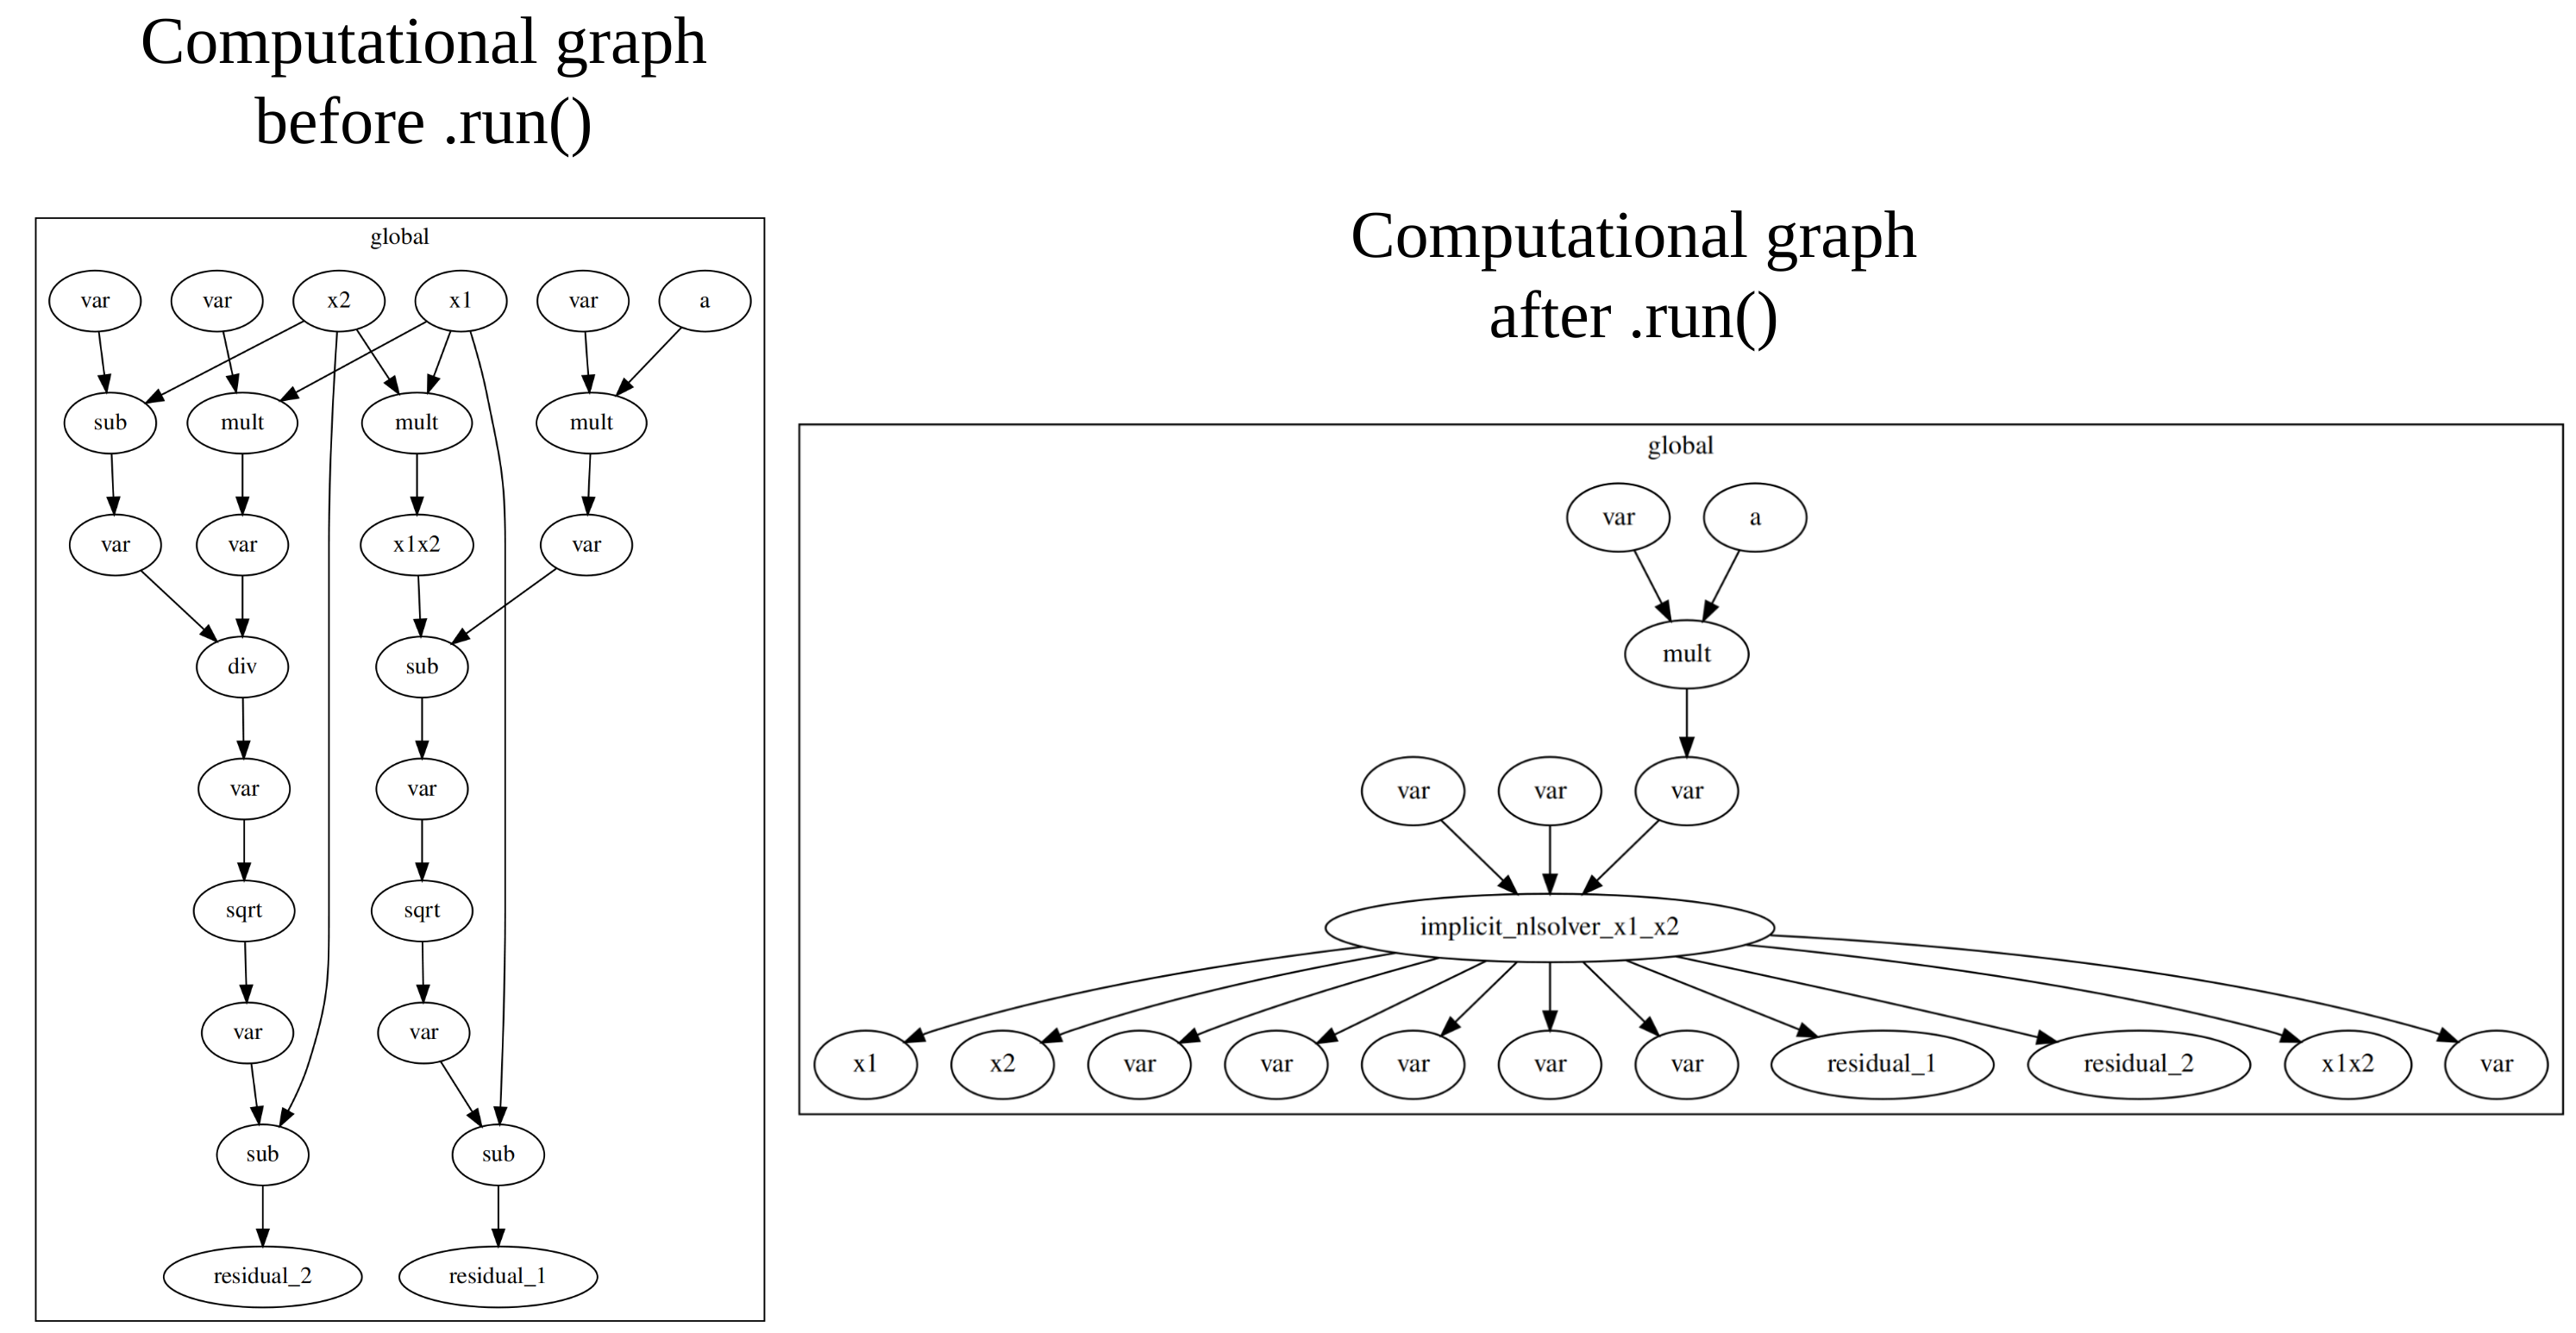 Computational graph
before .run()
global
var var x2 x1 var a
sub mult mult mult
var var x1x2 var
div sub
var var
sqrt sqrt
var var
sub sub
residual_2 residual_1
Computational graph
after .run()
global
var a
mult
var var var
implicit_nlsolver_x1_x2
x1 x2 var var var var var residual_1 residual_2 x1x2 var